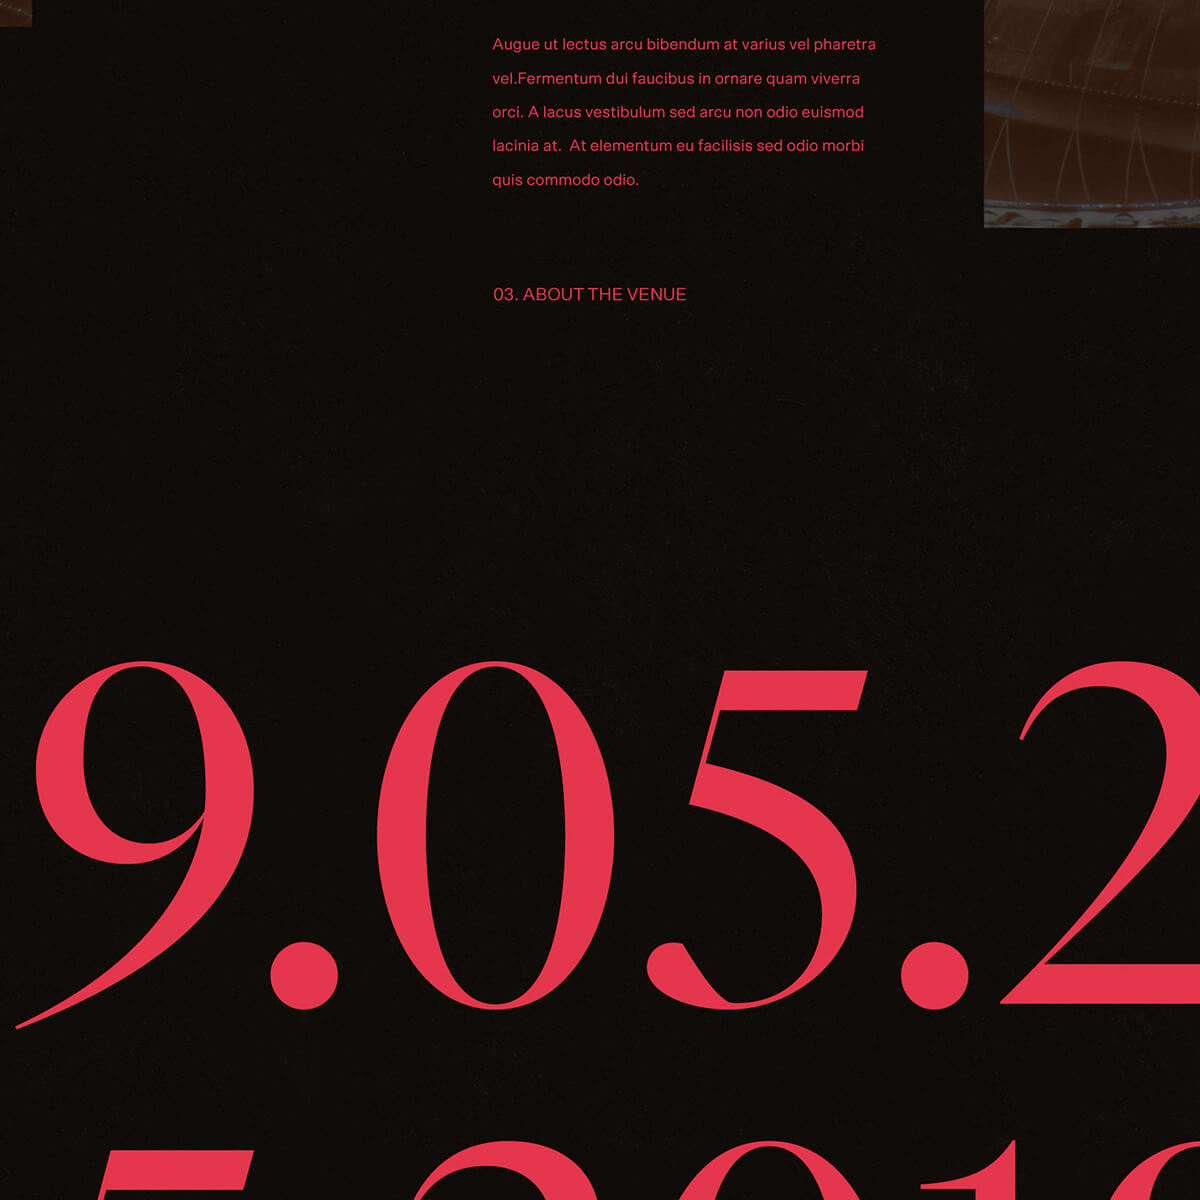 Augue ut lectus arcu bibendum at varius vel pharetra
vel.Fermentum dui faucibus in ornare quam viverra
orci. A lacus vestibulum sed arcu non odio euismod
lacinia at.  At elementum eu facilisis sed odio morbi
quis commodo odio.
03. ABOUT THE VENUE
9.05.2